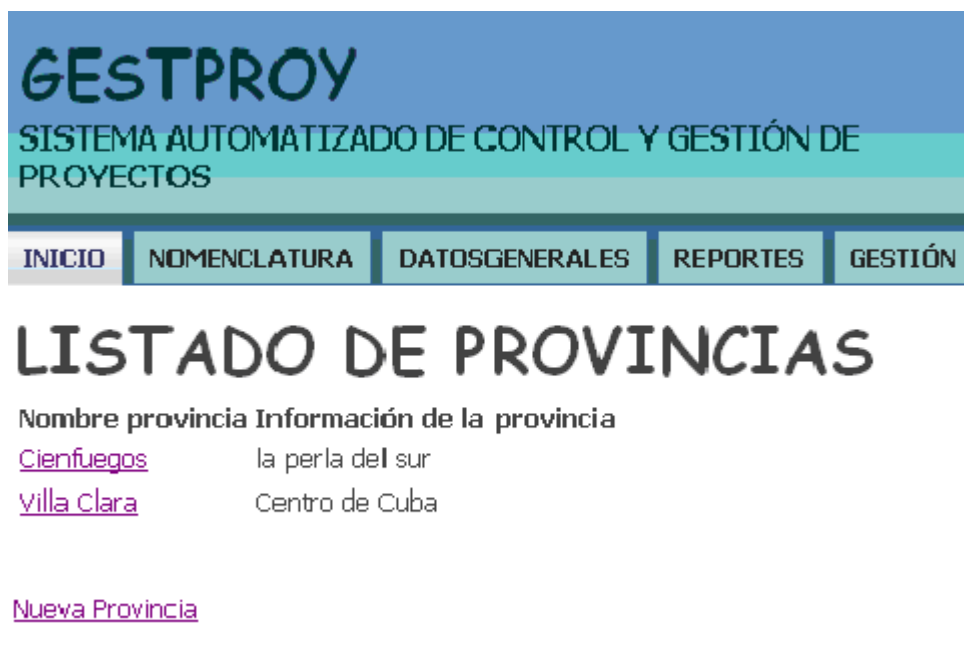 GESTPROY
SISTEMA AUTOMATIZADO DE CONTROL Y GESTIÓN DE
PROYECTOS
INICIO NOMENCLATURA DATOSGENERALES REPORTES GESTIÓN
LISTADO DE PROVINCIAS
Nombre provincia Información de la provincia
Cienfuegos la perla del sur
Villa Clara Centro de Cuba
Nueva Provincia